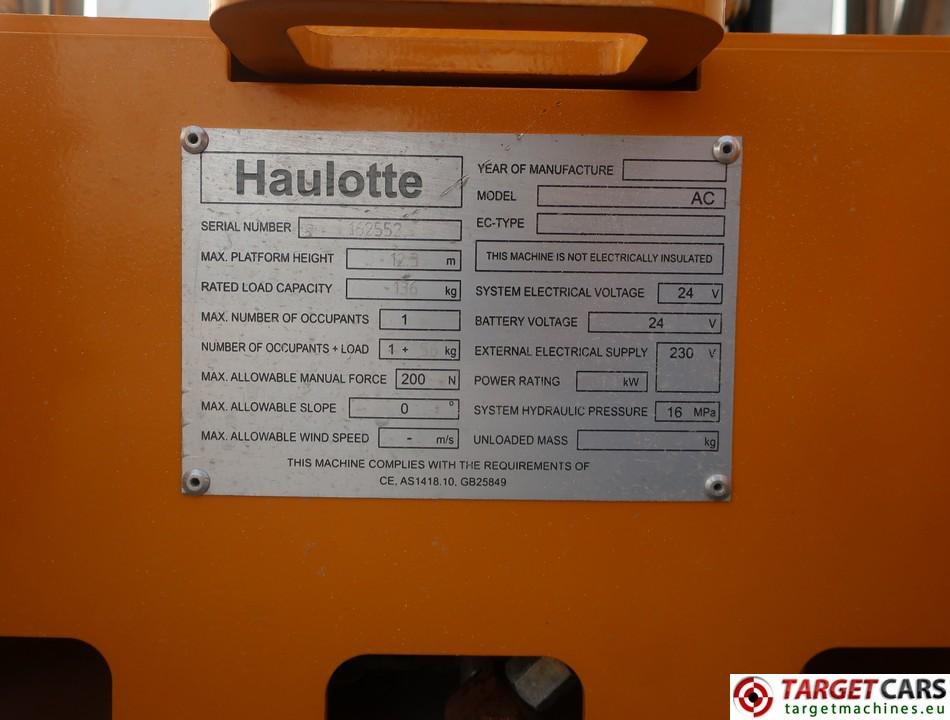 Haulotte
SERIAL NUMBER 162552
MAX. PLATFORM HEIGHT m
RATED LOAD CAPACITY 136 kg
MAX. NUMBER OF OCCUPANTS 1
NUMBER OF OCCUPANTS + LOAD 1 + kg
MAX. ALLOWABLE MANUAL FORCE 200 N
MAX. ALLOWABLE SLOPE 0 °
MAX. ALLOWABLE WIND SPEED - m/s
YEAR OF MANUFACTURE
MODEL AC
EC-TYPE
THIS MACHINE IS NOT ELECTRICALLY INSULATED
SYSTEM ELECTRICAL VOLTAGE 24 V
BATTERY VOLTAGE 24 V
EXTERNAL ELECTRICAL SUPPLY 230 V
POWER RATING kW
SYSTEM HYDRAULIC PRESSURE 16 MPa
UNLOADED MASS kg
THIS MACHINE COMPLIES WITH THE REQUIREMENTS OF
CE, AS1418.10, GB25849
TARGETCARS
targetmachines.eu